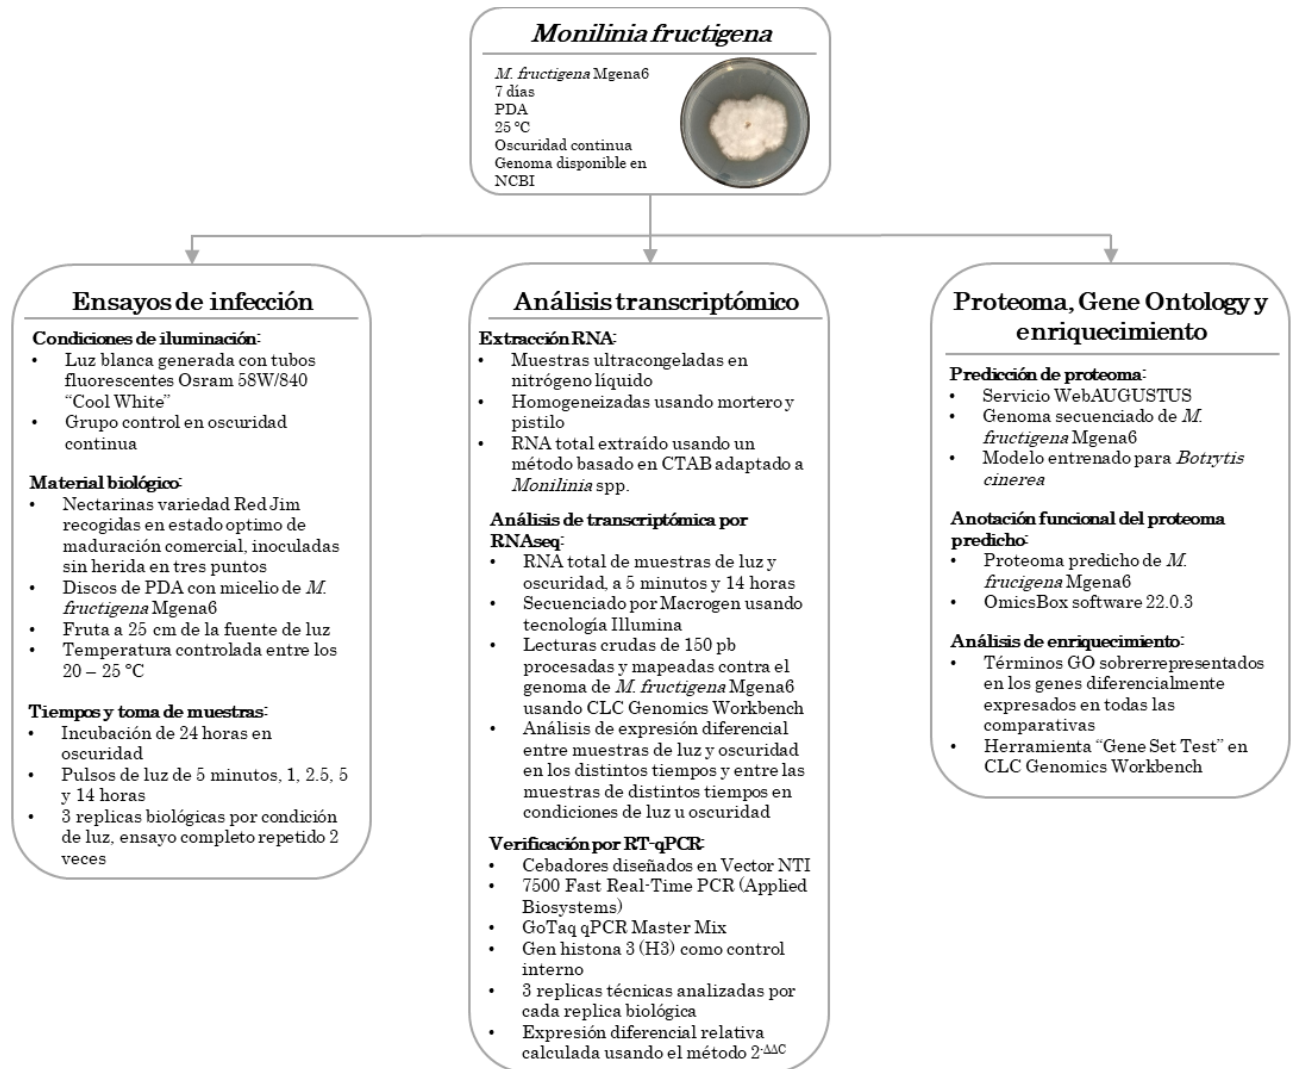 Monilinia fructigena
M. fructigena Mgena6
7 días
PDA
25 °C
Oscuridad continua
Genoma disponible en
NCBI
Ensayos de infección
Condiciones de iluminación:
• Luz blanca generada con tubos
fluorescentes Osram 58W/840
“Cool White”
• Grupo control en oscuridad
continua
Material biológico:
• Nectarinas variedad Red Jim
recogidas en estado optimo de
maduración comercial, inoculadas
sin herida en tres puntos
• Discos de PDA con micelio de M.
fructigena Mgena6
• Fruta a 25 cm de la fuente de luz
• Temperatura controlada entre los
20 – 25 °C
Tiempos y toma de muestras:
• Incubación de 24 horas en
oscuridad
• Pulsos de luz de 5 minutos, 1, 2.5, 5
y 14 horas
• 3 replicas biológicas por condición
de luz, ensayo completo repetido 2
veces
Análisis transcriptómico
Extracción RNA:
• Muestras ultracongeladas en
nitrógeno líquido
• Homogeneizadas usando mortero y
pistilo
• RNA total extraído usando un
método basado en CTAB adaptado a
Monilinia spp.
Análisis de transcriptómica por
RNAseq:
• RNA total de muestras de luz y
oscuridad, a 5 minutos y 14 horas
• Secuenciado por Macrogen usando
tecnología Illumina
• Lecturas crudas de 150 pb
procesadas y mapeadas contra el
genoma de M. fructigena Mgena6
usando CLC Genomics Workbench
• Análisis de expresión diferencial
entre muestras de luz y oscuridad
en los distintos tiempos y entre las
muestras de distintos tiempos en
condiciones de luz u oscuridad
Verificación por RT-qPCR:
• Cebadores diseñados en Vector NTI
• 7500 Fast Real-Time PCR (Applied
Biosystems)
• GoTaq qPCR Master Mix
• Gen histona 3 (H3) como control
interno
• 3 replicas técnicas analizadas por
cada replica biológica
• Expresión diferencial relativa
calculada usando el método 2-ΔΔC
Proteoma, Gene Ontology y
enriquecimiento
Predicción de proteoma:
• Servicio WebAUGUSTUS
• Genoma secuenciado de M.
fructigena Mgena6
• Modelo entrenado para Botrytis
cinerea
Anotación funcional del proteoma
predicho:
• Proteoma predicho de M.
frucigena Mgena6
• OmicsBox software 22.0.3
Análisis de enriquecimiento:
• Términos GO sobrerrepresentados
en los genes diferencialmente
expresados en todas las
comparativas
• Herramienta “Gene Set Test” en
CLC Genomics Workbench